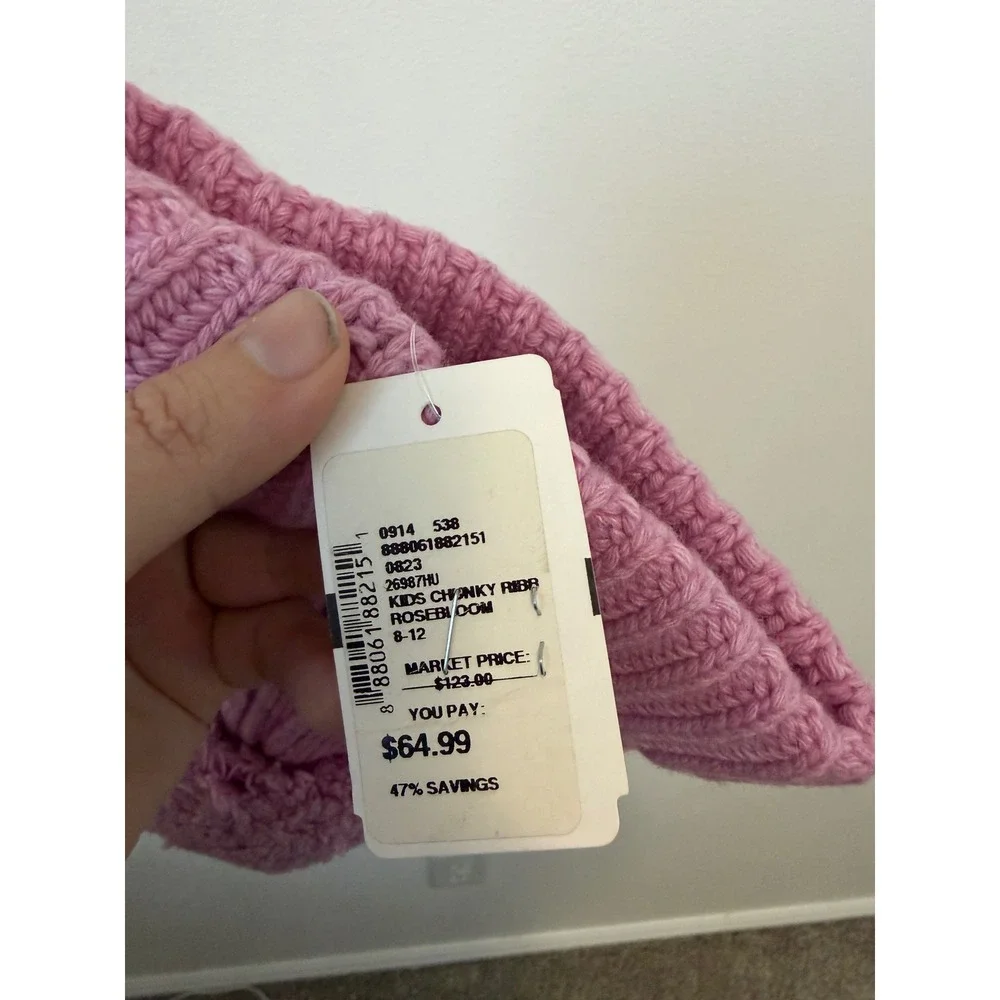 0914 538
888061882151
0823
26987HU
KIDS CHUNKY RIBB
ROSEBLOOM
8-12
MARKET PRICE:
$123.00
YOU PAY:
$64.99
47% SAVINGS
8 88061 88215 1